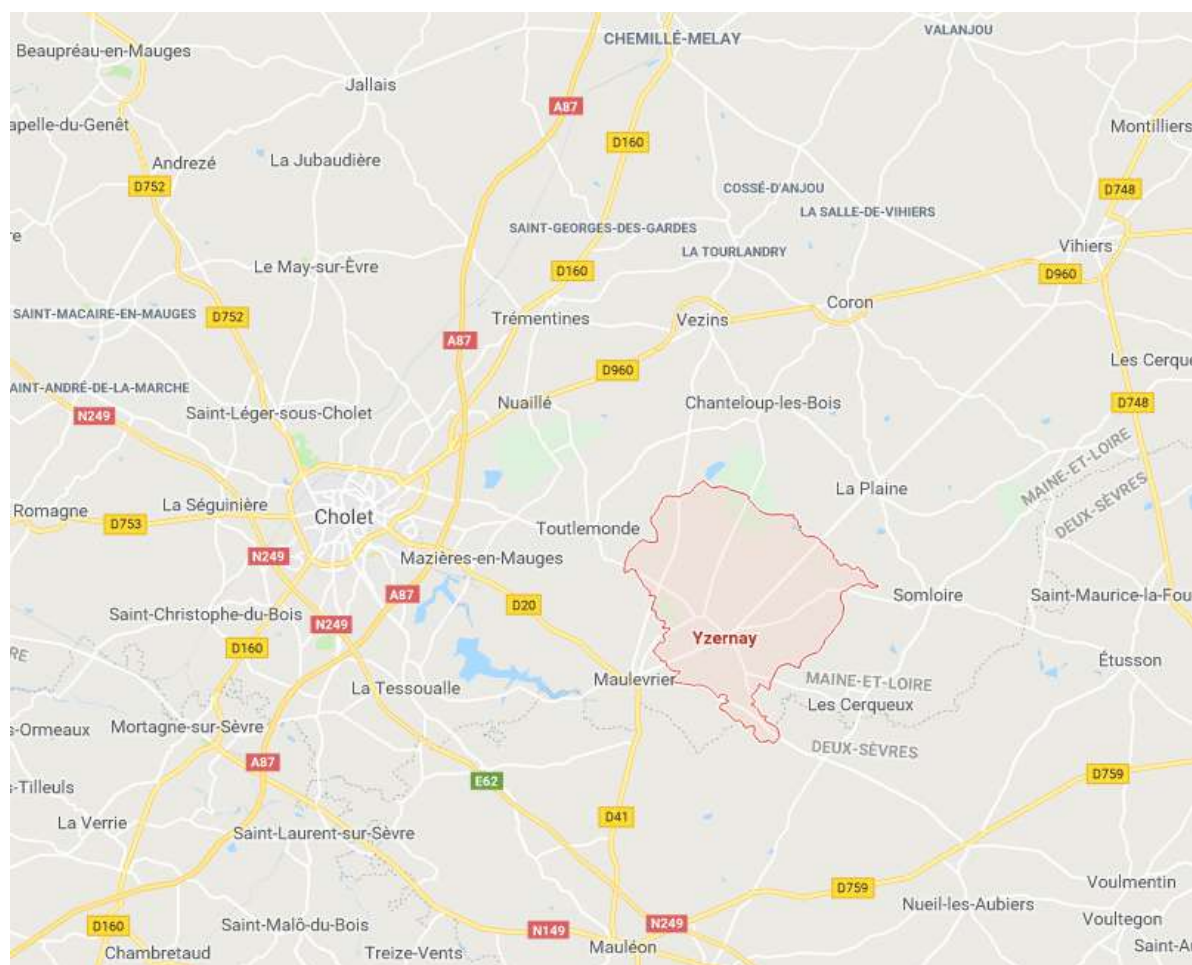 VALANJOU
CHEMILLÉ-MELAY
Beaupréau-en-Mauges
Jallais
A87
apelle-du-Genêt
Montilliers
D160
La Jubaudière
Andrezé
D752
COSSÉ-D'ANJOU
D748
LA SALLE-DE-VIHIERS
SAINT-GEORGES-DES-GARDES
re
Vihiers
LA TOURLANDRY
Le May-sur-Èvre
D160
D960
Coron
SAINT-MACAIRE-EN-MAUGES
D752
Trémentines
Vezins
A87
Les Cerqu
D960
AINT-ANDRÉ-DE-LA-MARCHE
Nuaillé
Chanteloup-les-Bois
D748
Saint-Léger-sous-Cholet
N249
MAINE-ET-LOIRE
La Plaine
La Séguinière
DEUX-SÈVRES
Romagne
Cholet
D753
Toutlemonde
N249
Mazières-en-Mauges
A87
Somloire
Saint-Maurice-la-Fou
D20
Saint-Christophe-du-Bois
N249
Yzernay
D160
RE
Étusson
Maulevrier
MAINE-ET-LOIRE
La Tessoualle
Les Cerqueux
s-Ormeaux
Mortagne-sur-Sèvre
DEUX-SÈVRES
A87
D759
E62
s-Tilleuls
D41
La Verrie
Saint-Laurent-sur-Sèvre
Voulmentin
D759
Nueil-les-Aubiers
Voultegon
D160
Saint-Malô-du-Bois
N149
N249
Saint-A
Mauléon
Chambretaud
Treize-Vents